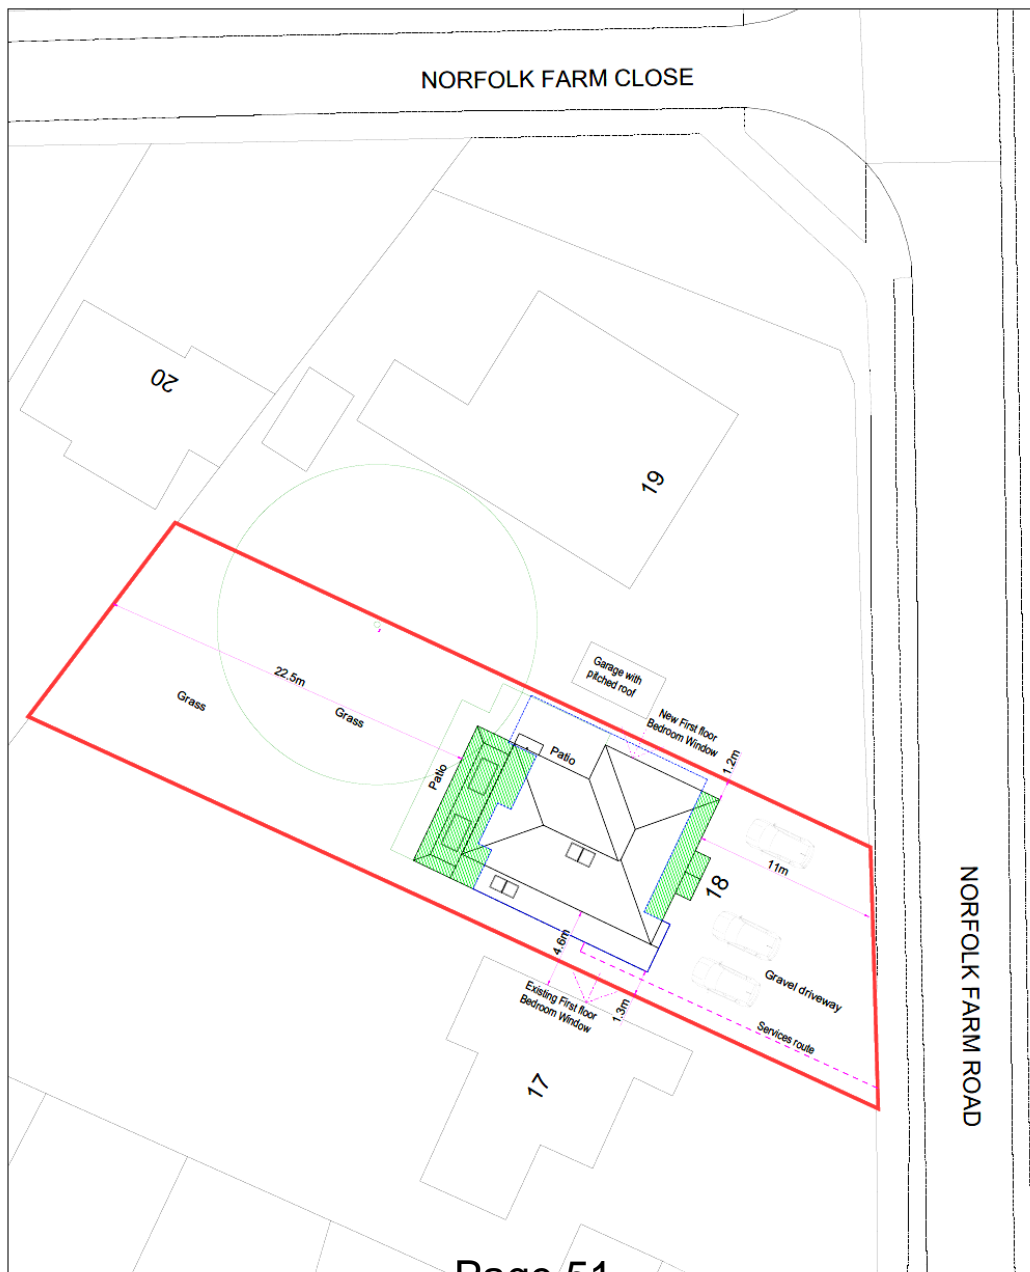 NORFOLK FARM CLOSE
20
19
Garage with
pitched roof
New First floor
Bedroom Window
1.2m
22.5m
Grass
Grass
Patio
Patio
11m
18
4.6m
Existing First floor
Bedroom Window
1.3m
Gravel driveway
Services route
17
NORFOLK FARM ROAD
Page 51